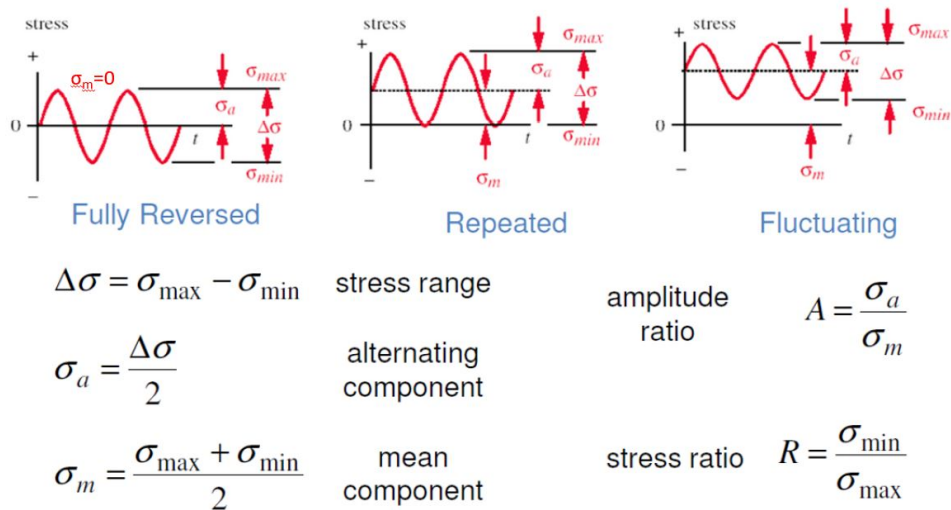 stress
+
σm=0
σmax
σa
Δσ
0
t
σmin
−
Fully Reversed
stress
+
σmax
σa
Δσ
0
t
σmin
σm
−
Repeated
stress
+
σmax
σa
Δσ
σmin
0
t
σm
−
Fluctuating
Δσ = σmax − σmin stress range
amplitude
ratio
A = σa / σm
σa = Δσ / 2
alternating
component
σm = (σmax + σmin) / 2
mean
component
stress ratio R = σmin / σmax